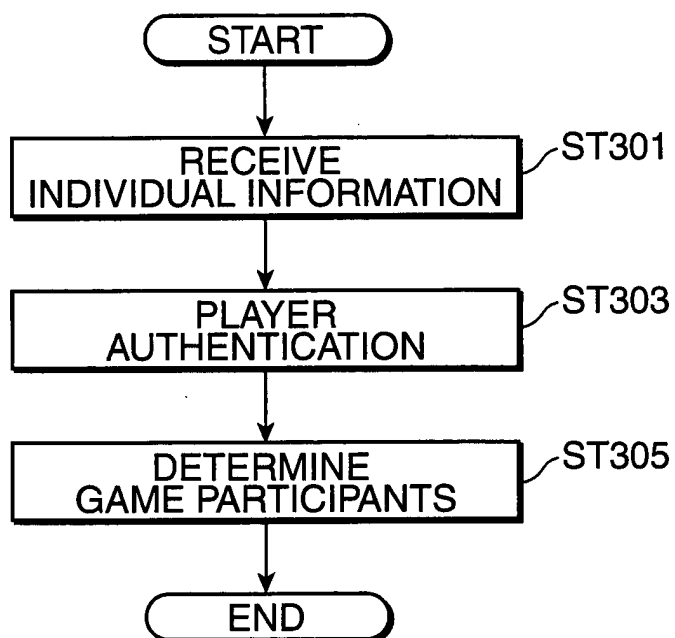 START
RECEIVE
INDIVIDUAL INFORMATION
ST301
PLAYER
AUTHENTICATION
ST303
DETERMINE
GAME PARTICIPANTS
ST305
END